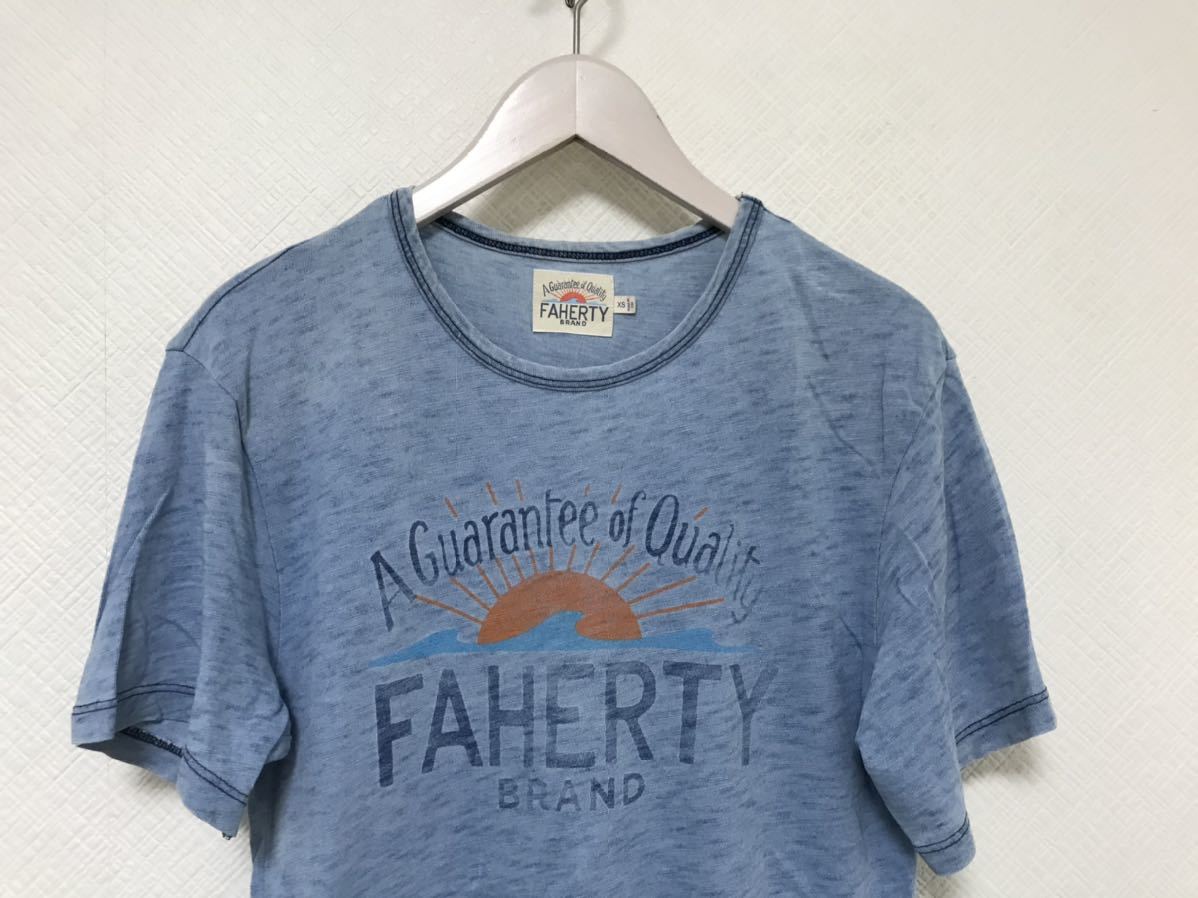 A Guarantee of Quality
FAHERTY
BRAND
XS
A Guarantee of Quality
FAHERTY
BRAND